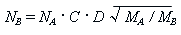 N_B = N_A · C · D √(M_A / M_B)